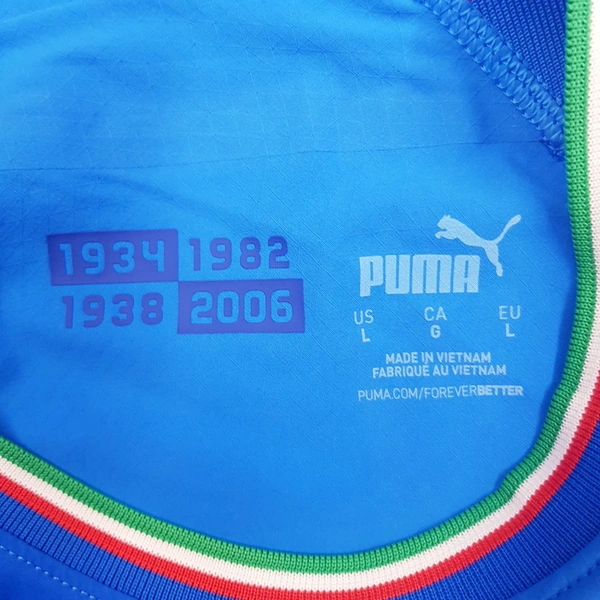 1934 1982
1938 2006
PUMA
US CA EU
L G L
MADE IN VIETNAM
FABRIQUÉ AU VIETNAM
PUMA.COM/FOREVERBETTER